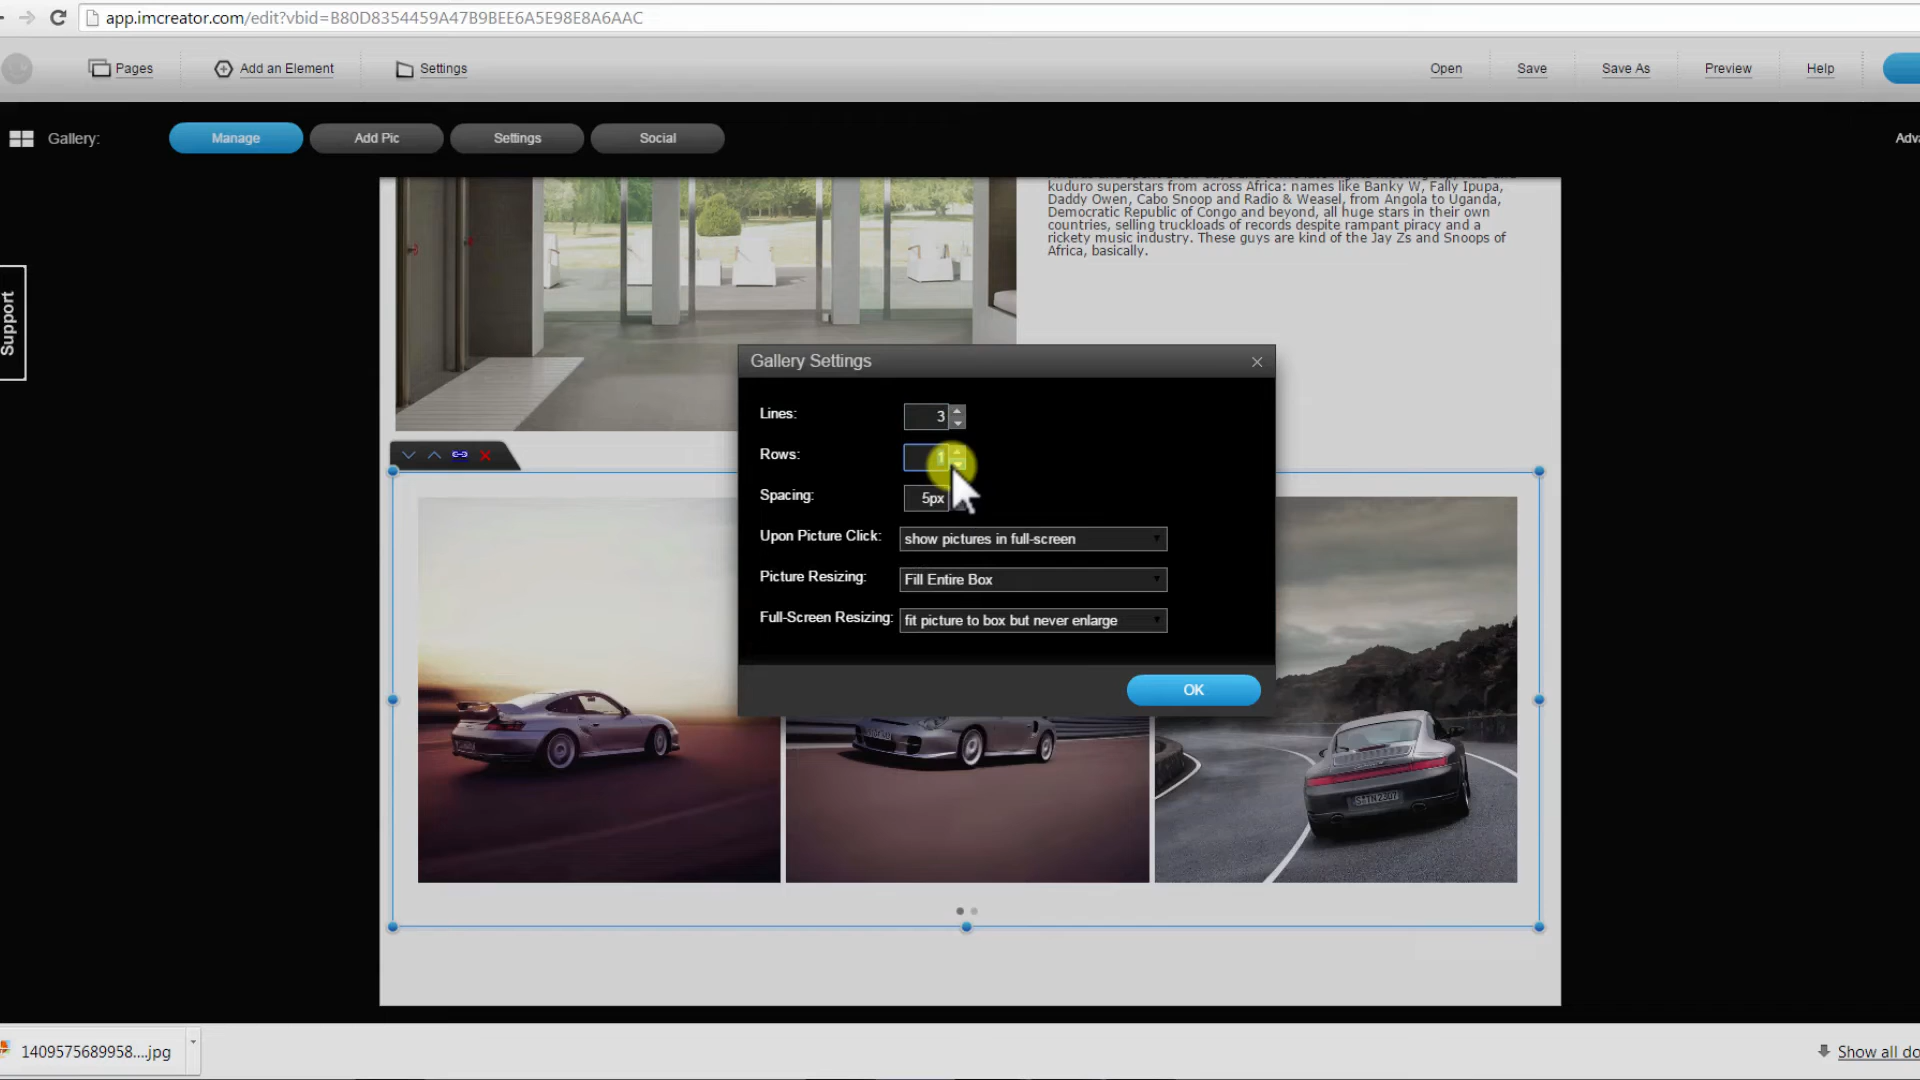 app.imcreator.com/edit?vbid=B80D8354459A47B9BEE6A5E98E8A6AAC
Pages
Add an Element
Settings
Open
Save
Save As
Preview
Help
Gallery:
Manage
Add Pic
Settings
Social
Adva
kuduro superstars from across Africa: names like Banky W, Fally Ipupa,
Daddy Owen, Cabo Snoop and Radio & Weasel, from Angola to Uganda,
Democratic Republic of Congo and beyond, all huge stars in their own
countries, selling truckloads of records despite rampant piracy and a
rickety music industry. These guys are kind of the Jay Zs and Snoops of
Africa, basically.
Support
Gallery Settings
Lines:
3
Rows:
1
Spacing:
5px
Upon Picture Click:
show pictures in full-screen
Picture Resizing:
Fill Entire Box
Full-Screen Resizing:
fit picture to box but never enlarge
OK
1409575689958....jpg
Show all do